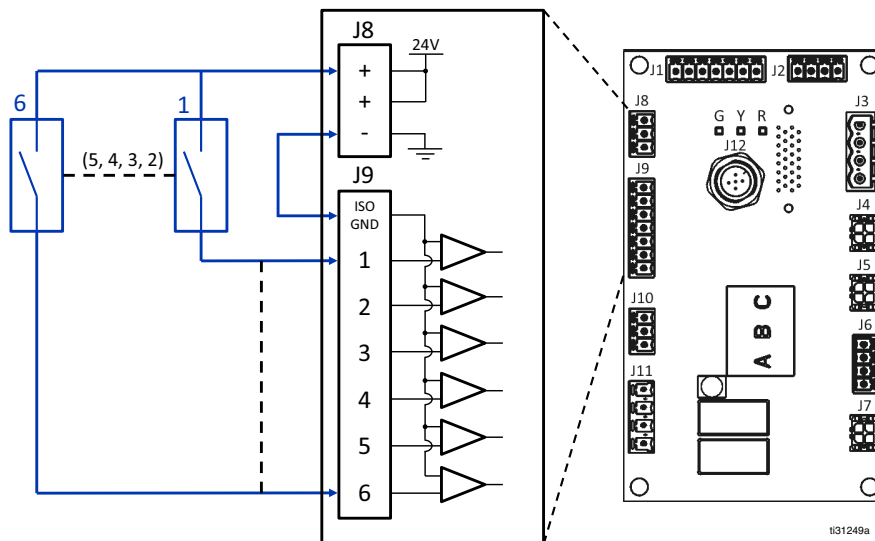 J8
24V
+
+
-
6
1
(5, 4, 3, 2)
J9
ISO
GND
1
2
3
4
5
6
J1
J2
J8
G Y R
J3
J12
J9
J4
J5
J10
A B C
J6
J11
J7
ti31249a